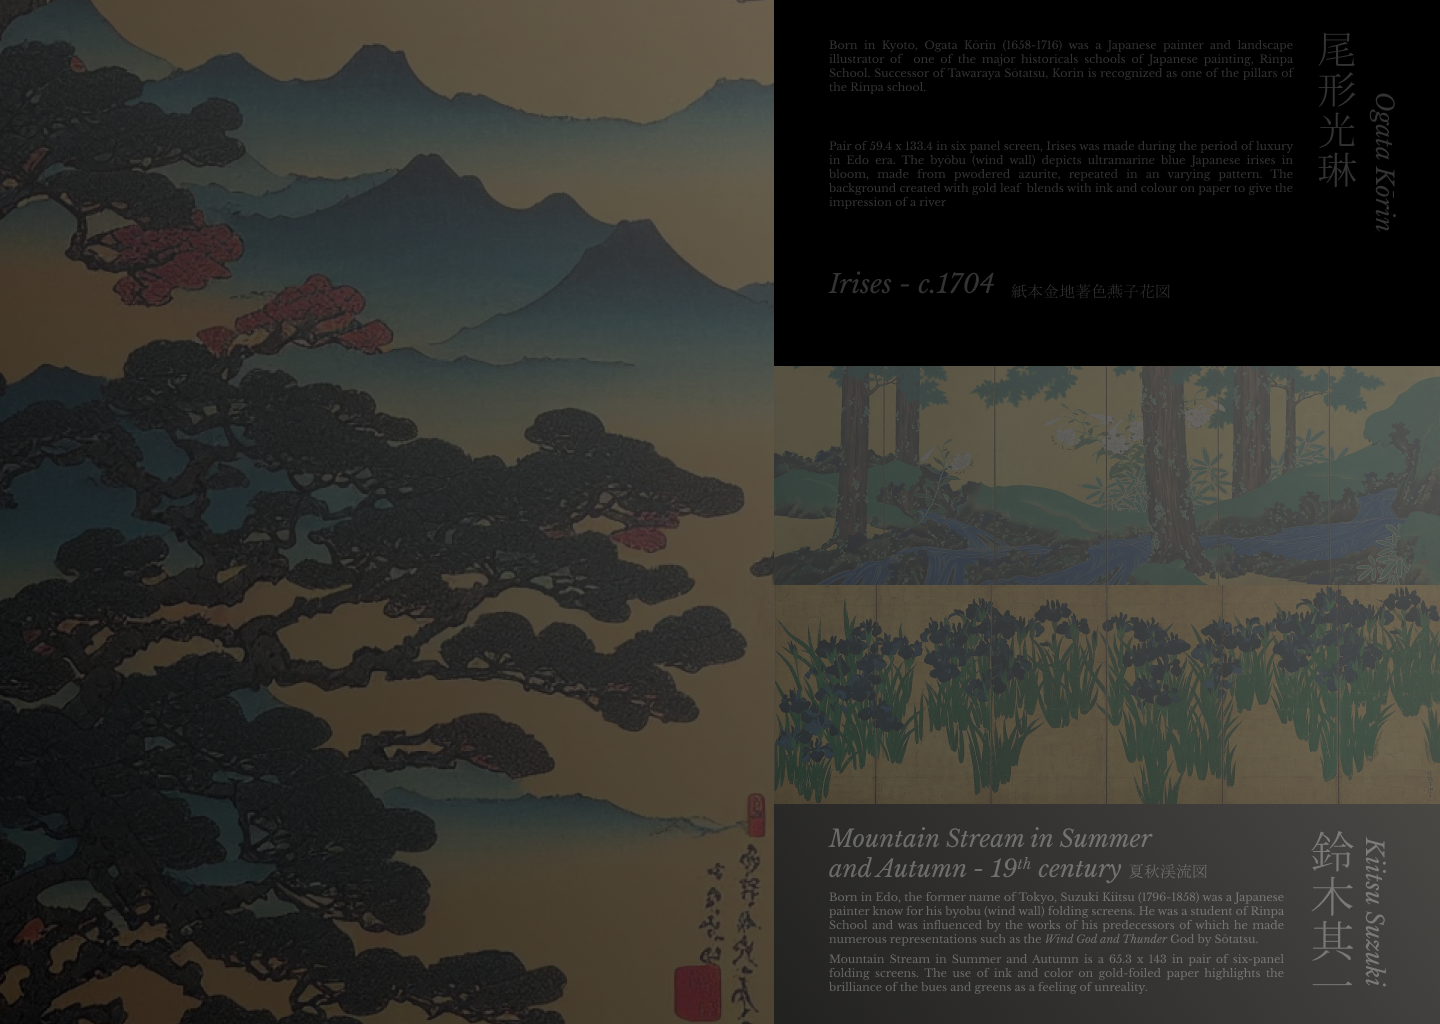 Born in Kyoto, Ogata Kōrin (1658-1716) was a Japanese painter and landscape
illustrator of one of the major historicals schools of Japanese painting, Rinpa
School. Successor of Tawaraya Sōtatsu, Korin is recognized as one of the pillars of
the Rinpa school.
Pair of 59.4 x 133.4 in six panel screen, Irises was made during the period of luxury
in Edo era. The byōbu (wind wall) depicts ultramarine blue Japanese irises in
bloom, made from pwodered azurite, repeated in an varying pattern. The
background created with gold leaf blends with ink and colour on paper to give the
impression of a river
尾形光琳
Ogata Kōrin
Irises - c.1704 紙本金地著色燕子花図
Mountain Stream in Summer
and Autumn - 19th century 夏秋渓流図
Born in Edo, the former name of Tokyo, Suzuki Kiitsu (1796-1858) was a Japanese
painter know for his byobu (wind wall) folding screens. He was a student of Rinpa
School and was influenced by the works of his predecessors of which he made
numerous representations such as the Wind God and Thunder God by Sōtatsu.
Mountain Stream in Summer and Autumn is a 65.3 x 143 in pair of six-panel
folding screens. The use of ink and color on gold-foiled paper highlights the
brilliance of the bues and greens as a feeling of unreality.
鈴木其一
Kiitsu Suzuki